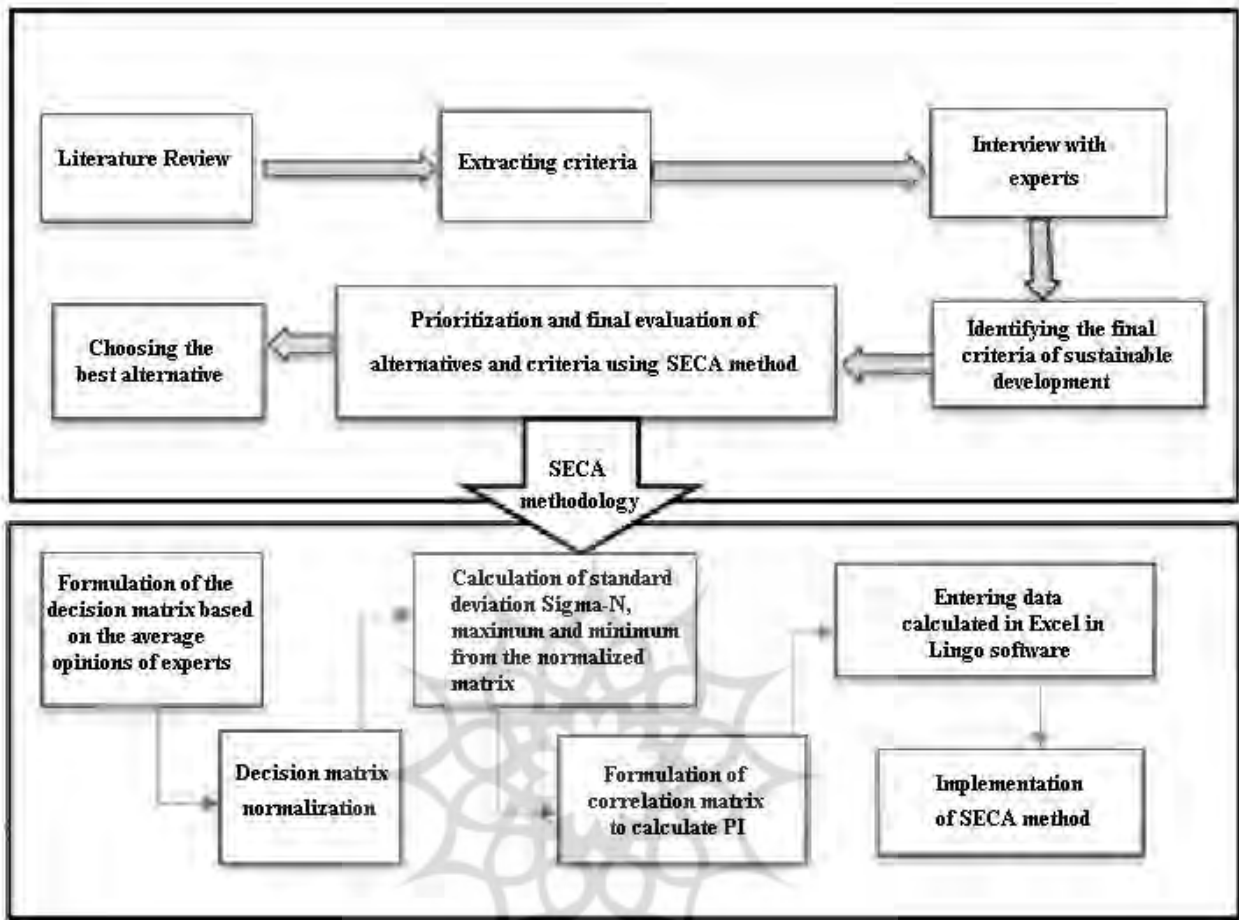 Literature Review
Extracting criteria
Interview with
experts
Identifying the final
criteria of sustainable
development
Prioritization and final evaluation of
alternatives and criteria using SECA method
Choosing the
best alternative
SECA
methodology
Formulation of the
decision matrix based
on the average
opinions of experts
Decision matrix
normalization
Calculation of standard
deviation Sigma-N,
maximum and minimum
from the normalized
matrix
Formulation of
correlation matrix
to calculate PI
Entering data
calculated in Excel in
Lingo software
Implementation
of SECA method